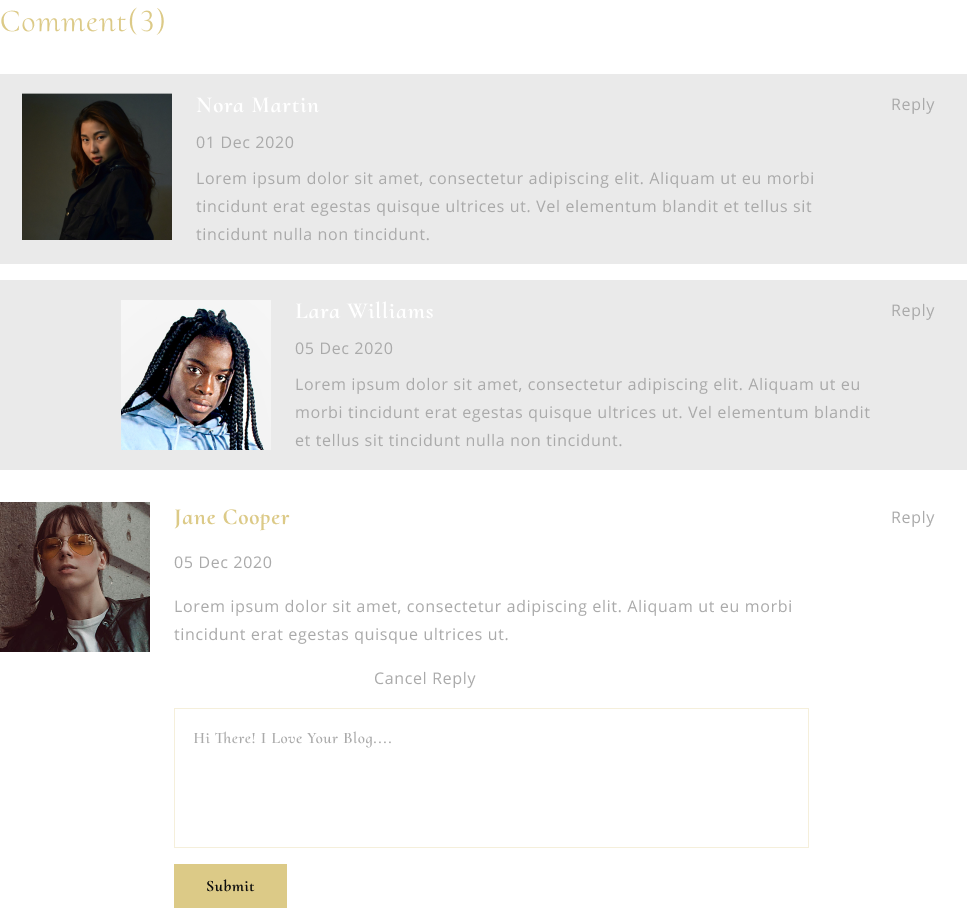 Comment(3)
Nora Martin
Reply
01 Dec 2020
Lorem ipsum dolor sit amet, consectetur adipiscing elit. Aliquam ut eu morbi
tincidunt erat egestas quisque ultrices ut. Vel elementum blandit et tellus sit
tincidunt nulla non tincidunt.
Lara Williams
Reply
05 Dec 2020
Lorem ipsum dolor sit amet, consectetur adipiscing elit. Aliquam ut eu
morbi tincidunt erat egestas quisque ultrices ut. Vel elementum blandit
et tellus sit tincidunt nulla non tincidunt.
Jane Cooper
Reply
05 Dec 2020
Lorem ipsum dolor sit amet, consectetur adipiscing elit. Aliquam ut eu morbi
tincidunt erat egestas quisque ultrices ut.
Cancel Reply
Hi There! I Love Your Blog....
Submit